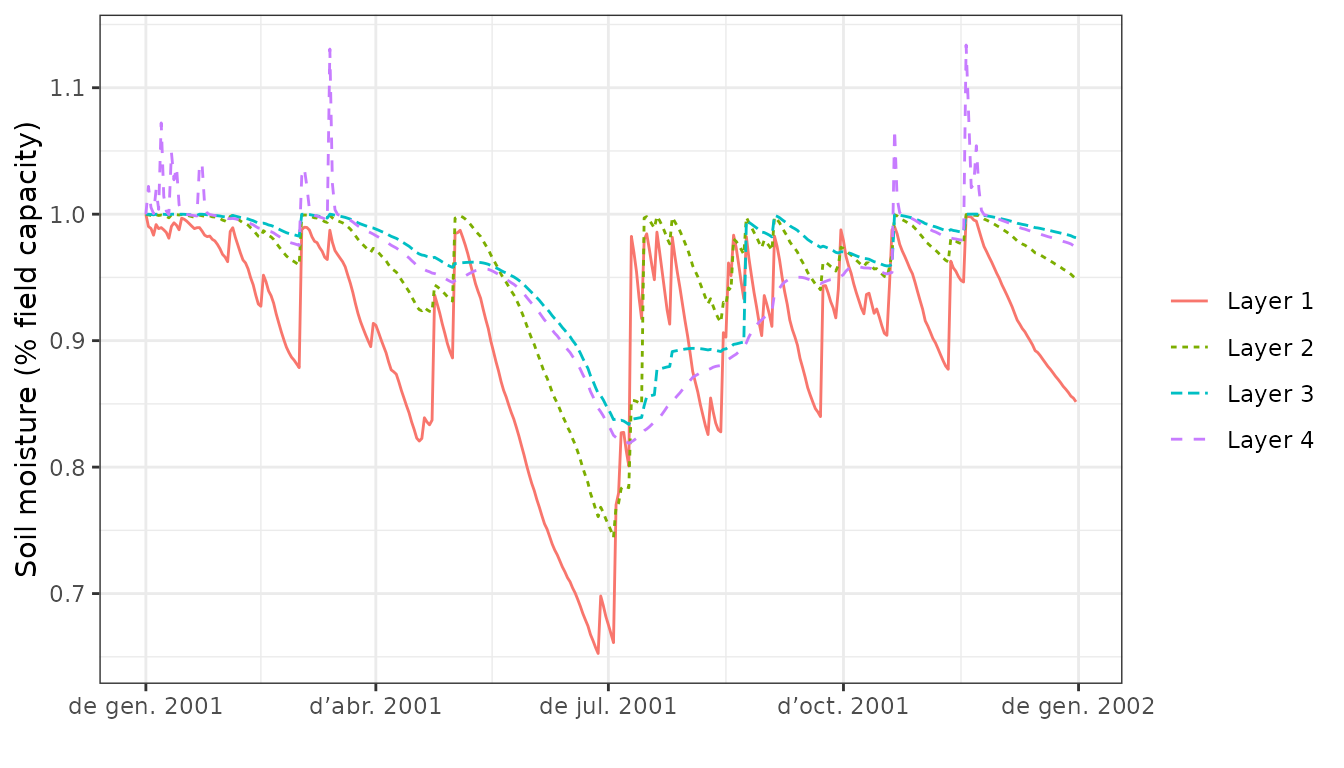 Soil moisture (% field capacity)
1.1
1.0
0.9
0.8
0.7
de gen. 2001
d’abr. 2001
de jul. 2001
d’oct. 2001
de gen. 2002
Layer 1
Layer 2
Layer 3
Layer 4